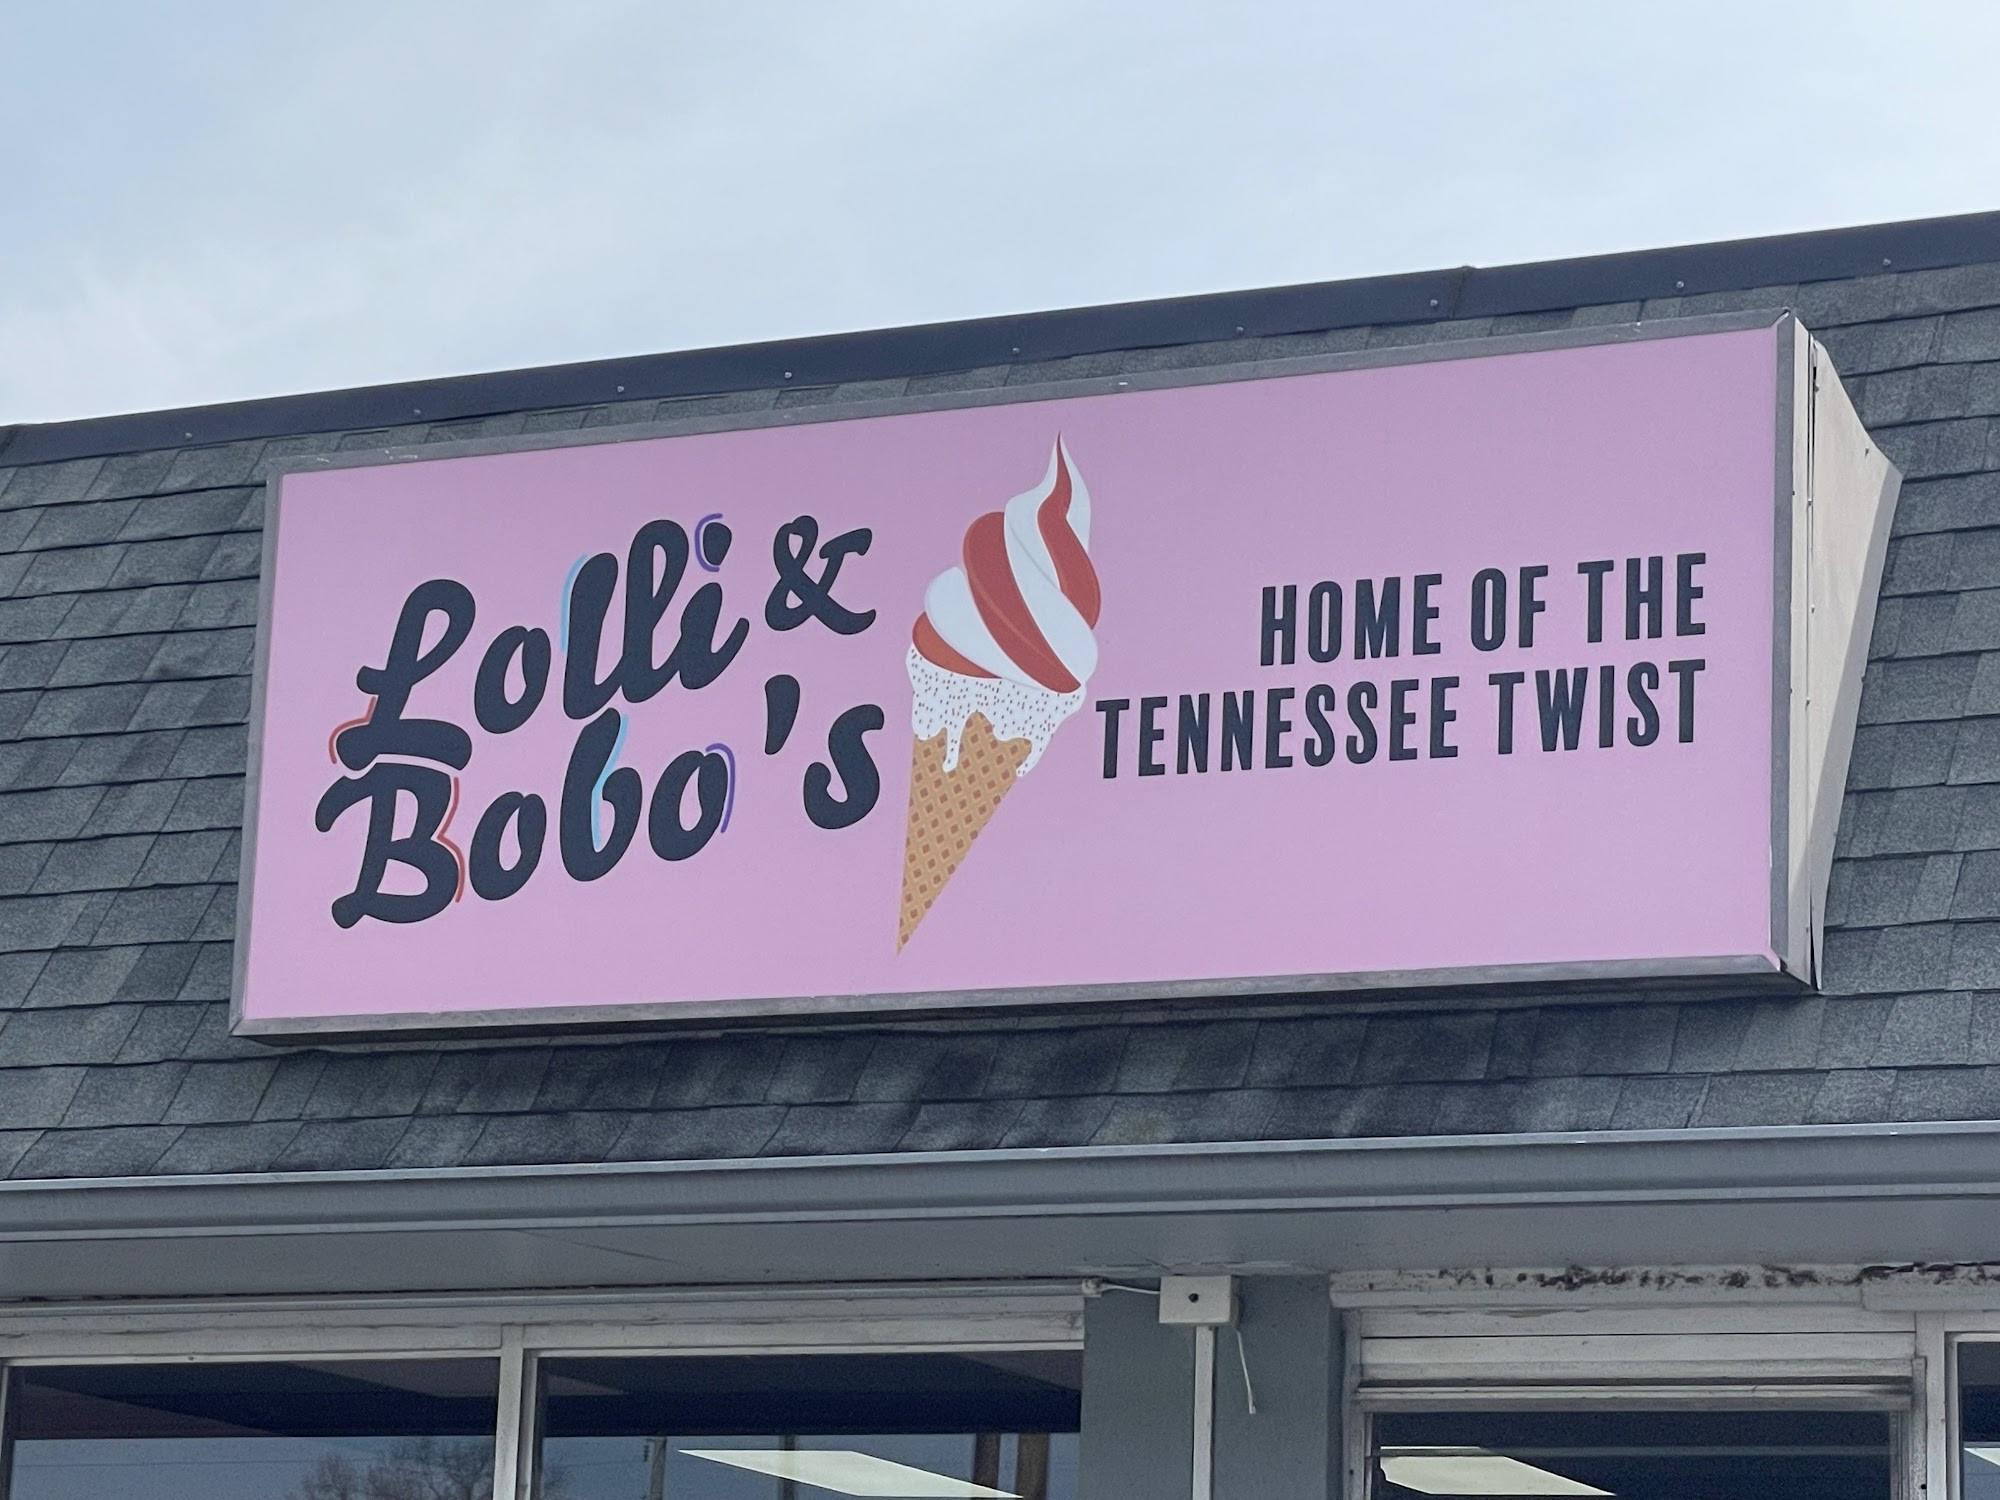 Lolli &
Bobo's
HOME OF THE
TENNESSEE TWIST